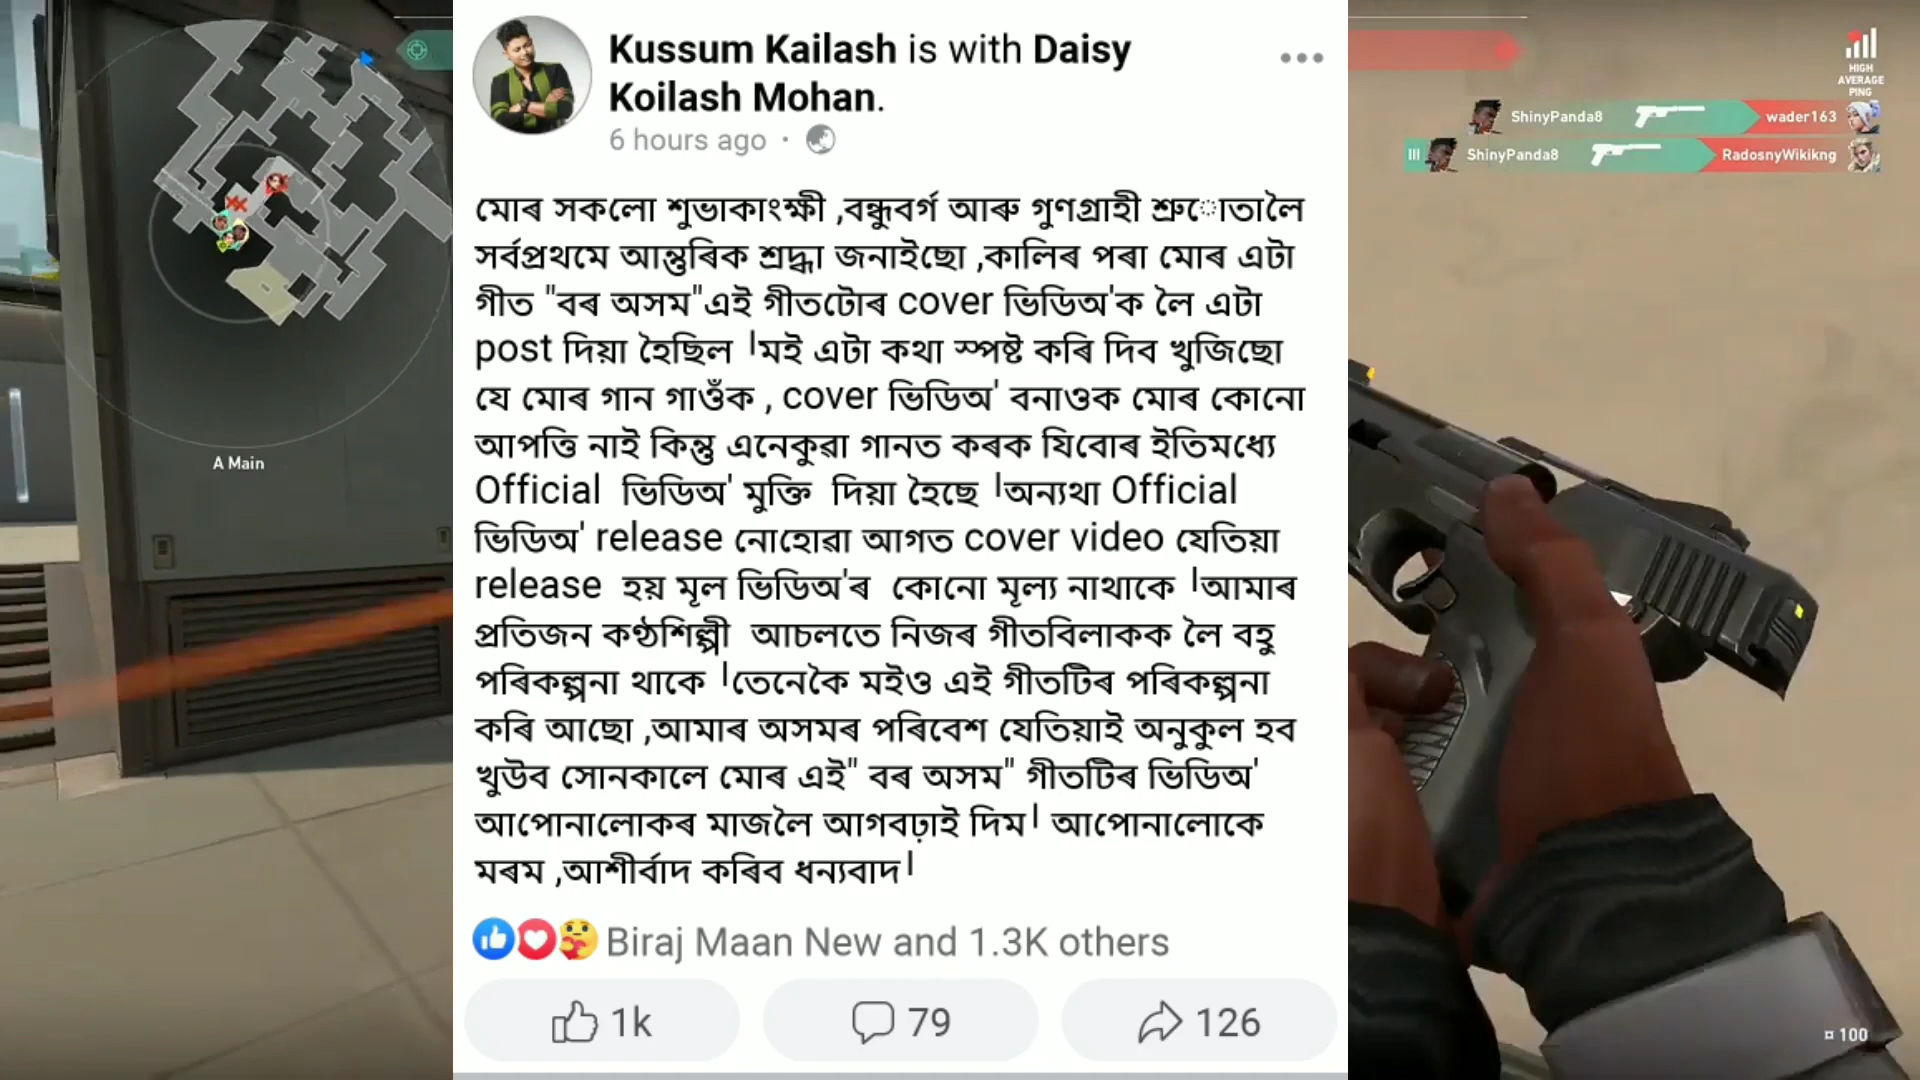 A Main
Kussum Kailash is with Daisy
Koilash Mohan.
6 hours ago
মোৰ সকলো শুভাকাংক্ষী ,বন্ধুবৰ্গ আৰু গুণগ্ৰাহী শ্ৰুোতালৈ
সৰ্বপ্ৰথমে আন্তুৰিক শ্ৰদ্ধা জনাইছো ,কালিৰ পৰা মোৰ এটা
গীত "বৰ অসম"এই গীতটোৰ cover ভিডিঅ'ক লৈ এটা
post দিয়া হৈছিল |মই এটা কথা স্পষ্ট কৰি দিব খুজিছো
যে মোৰ গান গাওঁক , cover ভিডিঅ' বনাওক মোৰ কোনো
আপত্তি নাই কিন্তু এনেকুৱা গানত কৰক যিবোৰ ইতিমধ্যে
Official ভিডিঅ' মুক্তি দিয়া হৈছে |অন্যথা Official
ভিডিঅ' release নোহোৱা আগত cover video যেতিয়া
release হয় মূল ভিডিঅ'ৰ কোনো মূল্য নাথাকে |আমাৰ
প্ৰতিজন কণ্ঠশিল্পী আচলতে নিজৰ গীতবিলাকক লৈ বহু
পৰিকল্পনা থাকে |তেনেকৈ মইও এই গীতটিৰ পৰিকল্পনা
কৰি আছো ,আমাৰ অসমৰ পৰিবেশ যেতিয়াই অনুকুল হব
খুউব সোনকালে মোৰ এই" বৰ অসম" গীতটিৰ ভিডিঅ'
আপোনালোকৰ মাজলৈ আগবঢ়াই দিম| আপোনালোকে
মৰম ,আশীৰ্বাদ কৰিব ধন্যবাদ|
Biraj Maan New and 1.3K others
1k 79 126
HIGH
AVERAGE
PING
ShinyPanda8 wader163
ShinyPanda8 RadosnyWikikng
100